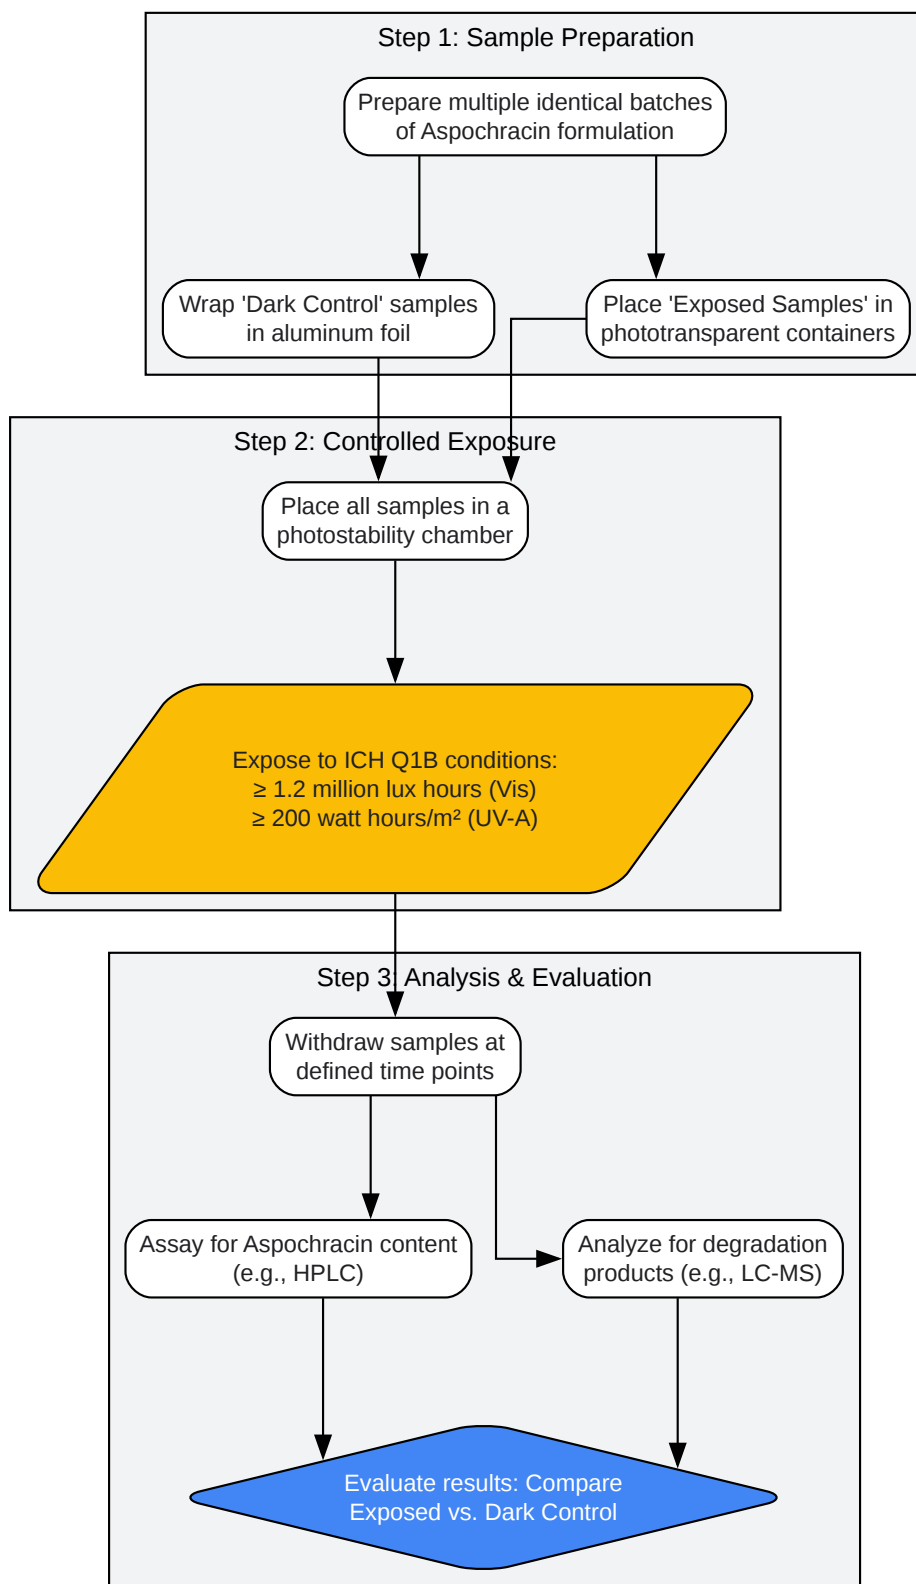 Step 1: Sample Preparation
Prepare multiple identical batches
of Aspochracin formulation
Wrap 'Dark Control' samples
in aluminum foil
Place 'Exposed Samples' in
phototransparent containers
Step 2: Controlled Exposure
Place all samples in a
photostability chamber
Expose to ICH Q1B conditions:
≥ 1.2 million lux hours (Vis)
≥ 200 watt hours/m² (UV-A)
Step 3: Analysis & Evaluation
Withdraw samples at
defined time points
Assay for Aspochracin content
(e.g., HPLC)
Analyze for degradation
products (e.g., LC-MS)
Evaluate results: Compare
Exposed vs. Dark Control